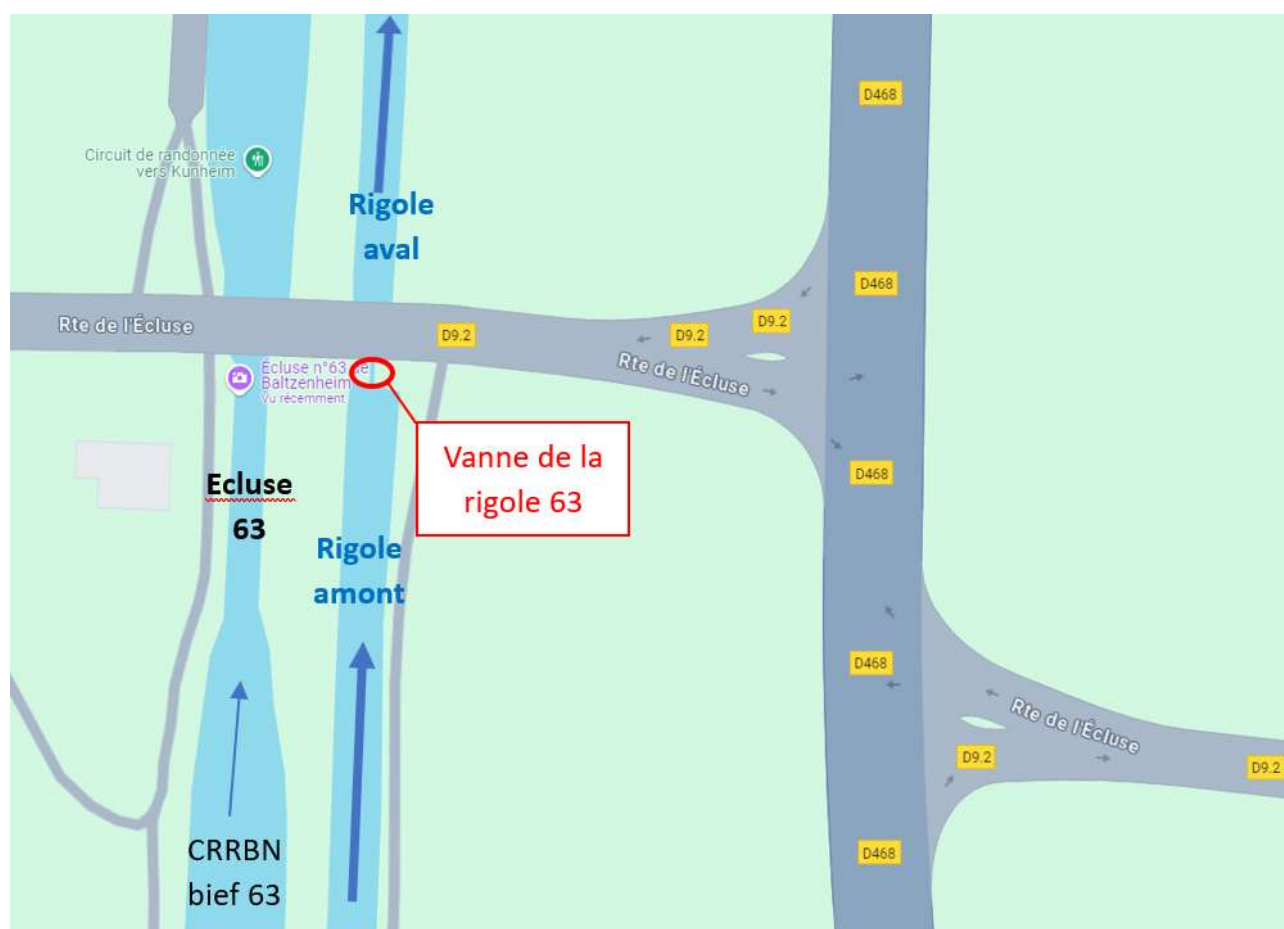 D468
Circuit de randonnée
vers Kunheim
Rigole
aval
D468
Rte de l'Écluse
D9.2
D9.2
D9.2
Rte de l'Écluse
Écluse n°63 de
Baltzenheim
Vu récemment
Vanne de la
rigole 63
D468
Ecluse
63
Rigole
amont
D468
Rte de l'Écluse
D9.2
D9.2
CRRBN
bief 63
D468